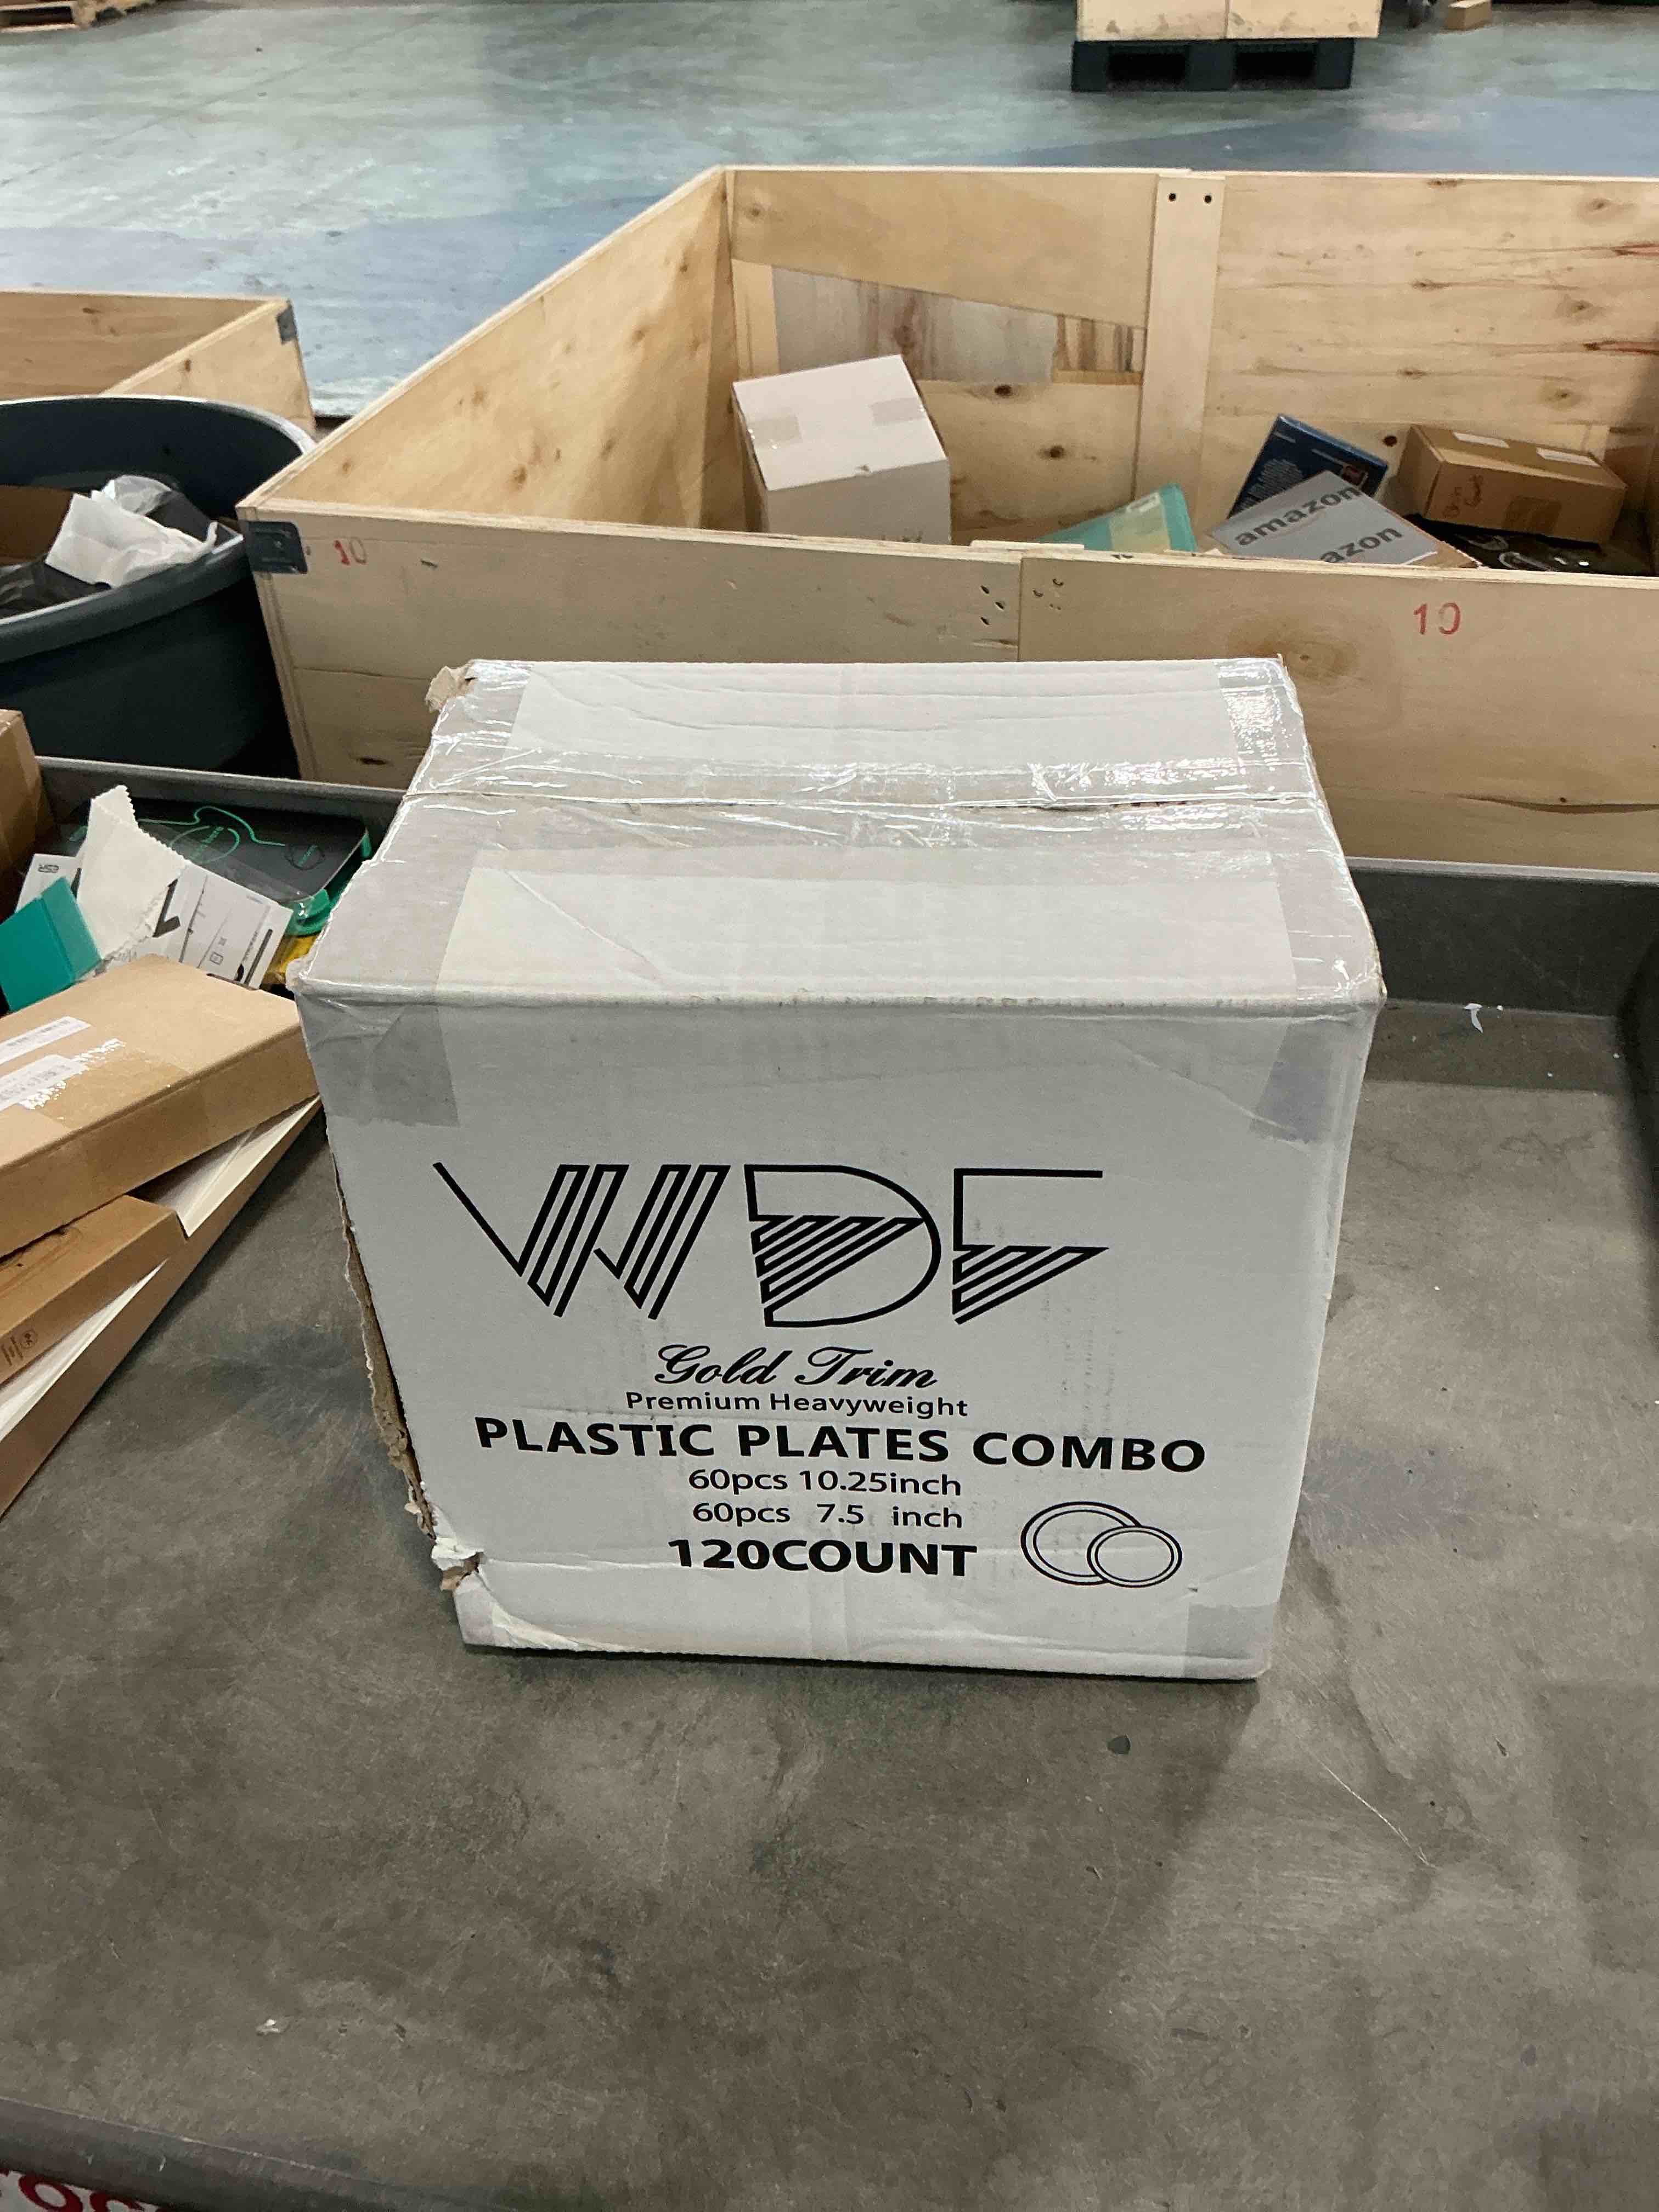 10
amazon
azon
10
WDF
Gold Trim
Premium Heavyweight
PLASTIC PLATES COMBO
60pcs 10.25inch
60pcs 7.5 inch
120COUNT